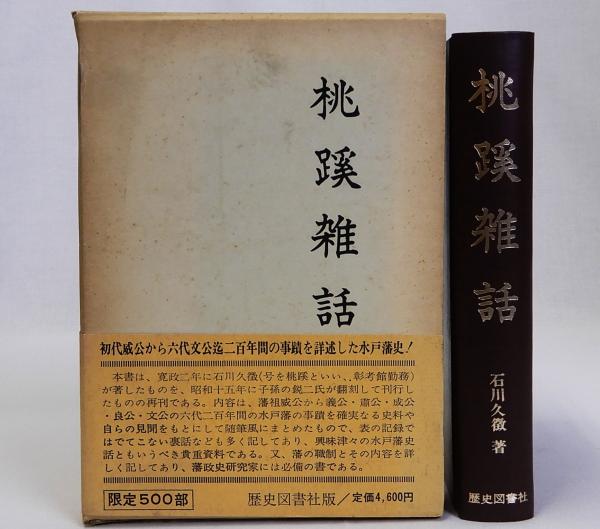 桃蹊雑話
初代威公から六代文公迄二百年間の事蹟を詳述した水戸藩史！
本書は、寛政二年に石川久徴(号を桃蹊といい、彰考館勤務)
が著したものを、昭和十五年に子孫の鋭二氏が翻刻して刊行し
たものの再刊である。内容は、藩祖威公から義公・肅公・成公
・良公・文公の六代二百年間の水戸藩の事蹟を確実なる史料や
自らの見聞をもとにして随筆風にまとめたもので、表の記録で
はでてこない裏話なども多く記してあり、興味津々の水戸藩史
話ともいうべき貴重資料である。又、藩の職制とその内容を詳
しく記してあり、藩政史研究家には必備の書である。
限定500部
歴史図書社版／定価4,600円
桃蹊雑話
石川久徴 著
歴史図書社